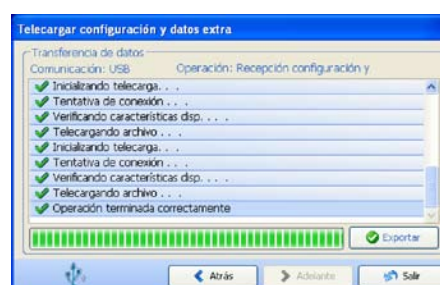 Telecargar configuración y datos extra
Transferencia de datos
Comunicación: USB Operación: Recepción configuración y
Inicializando telecarga. . .
Tentativa de conexión . . .
Verificando características disp. . . .
Telecargando archivo . . .
Inicializando telecarga. . .
Tentativa de conexión . . .
Verificando características disp. . . .
Telecargando archivo . . .
Operación terminada correctamente
Exportar
Atrás Adelante Salir